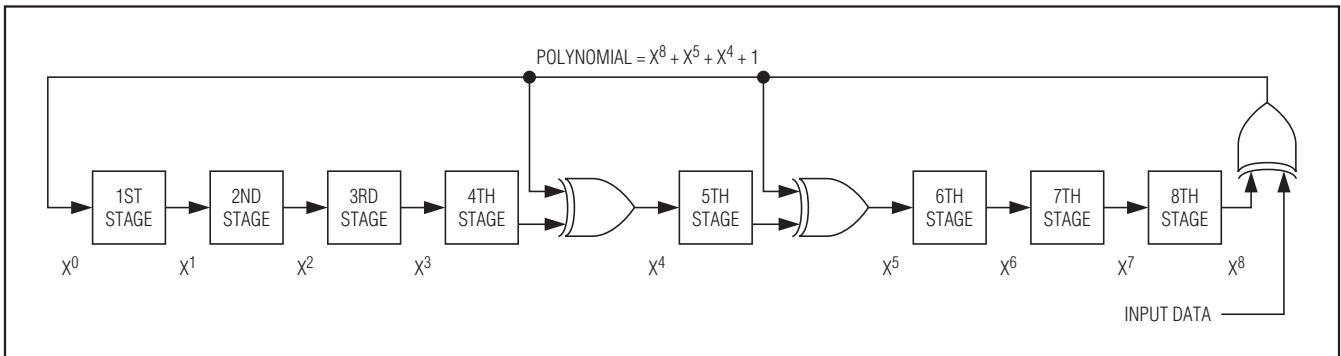 POLYNOMIAL = X⁸ + X⁵ + X⁴ + 1
1ST
STAGE
2ND
STAGE
3RD
STAGE
4TH
STAGE
5TH
STAGE
6TH
STAGE
7TH
STAGE
8TH
STAGE
X⁰
X¹
X²
X³
X⁴
X⁵
X⁶
X⁷
X⁸
INPUT DATA